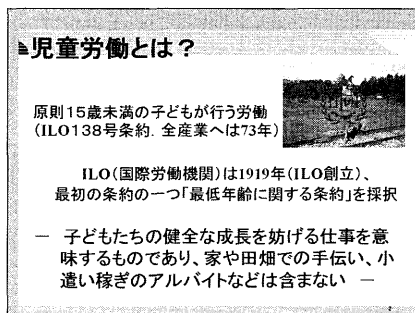 児童労働とは？
原則15歳未満の子どもが行う労働
(ILO138号条約. 全産業へは73年)
ILO(国際労働機関)は1919年(ILO創立)、
最初の条約の一つ「最低年齢に関する条約」を採択
― 子どもたちの健全な成長を妨げる仕事を意
味するものであり、家や田畑での手伝い、小
遣い稼ぎのアルバイトなどは含まない ―